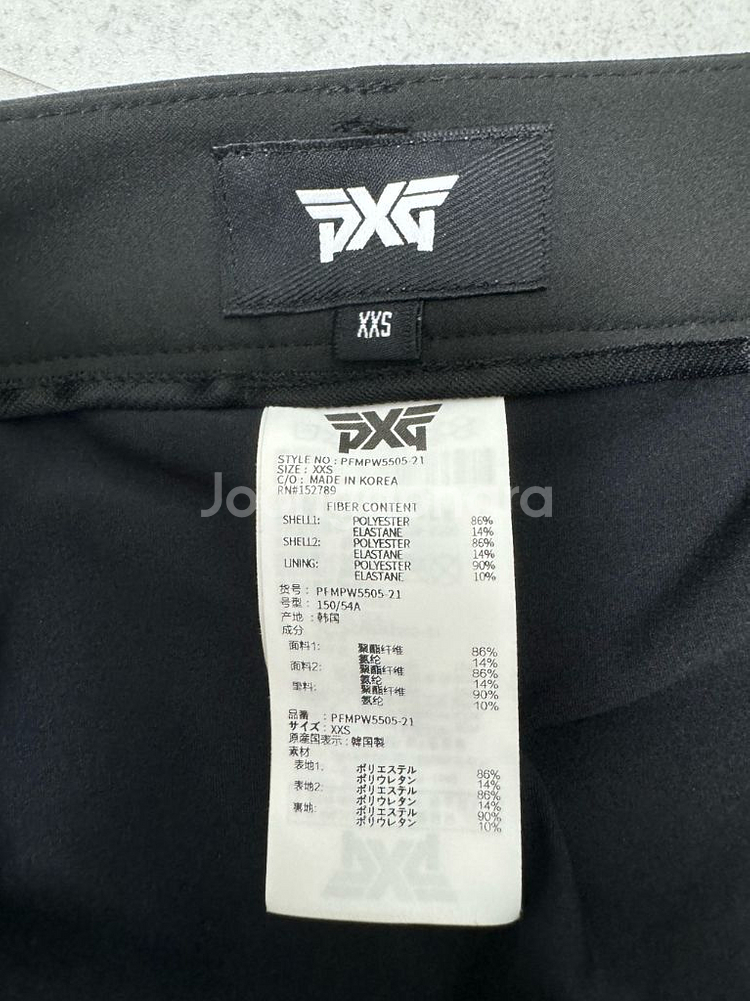 PXG
XXS
PXG
STYLE NO : PFMPW5505-21
SIZE : XXS
C/O : MADE IN KOREA
RN#152789
FIBER CONTENT
SHELL1: POLYESTER 86%
ELASTANE 14%
SHELL2: POLYESTER 86%
ELASTANE 14%
LINING: POLYESTER 90%
ELASTANE 10%
货号 : PFMPW5505-21
号型 : 150/54A
产地 : 韩国
成分
面料1: 聚酯纤维 86%
氨纶 14%
面料2: 聚酯纤维 86%
氨纶 14%
里料: 聚酯纤维 90%
氨纶 10%
品番 : PFMPW5505-21
サイズ : XXS
原産国表示 : 韓国製
素材
表地1: ポリエステル 86%
ポリウレタン 14%
表地2: ポリエステル 86%
ポリウレタン 14%
裏地: ポリエステル 90%
ポリウレタン 10%